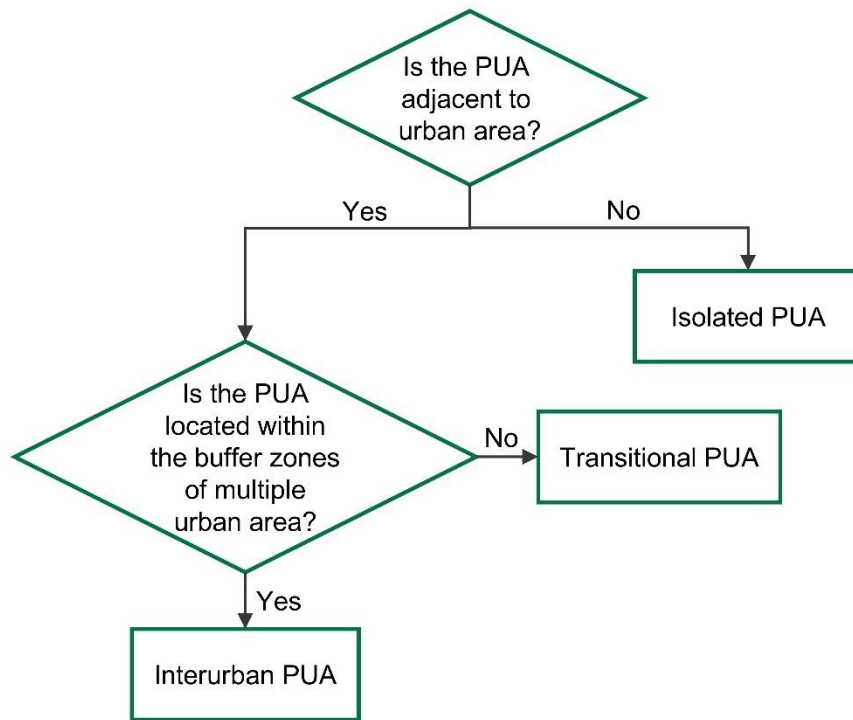 Is the PUA
adjacent to
urban area?
Yes
No
Isolated PUA
Is the PUA
located within
the buffer zones
of multiple
urban area?
No
Transitional PUA
Yes
Interurban PUA